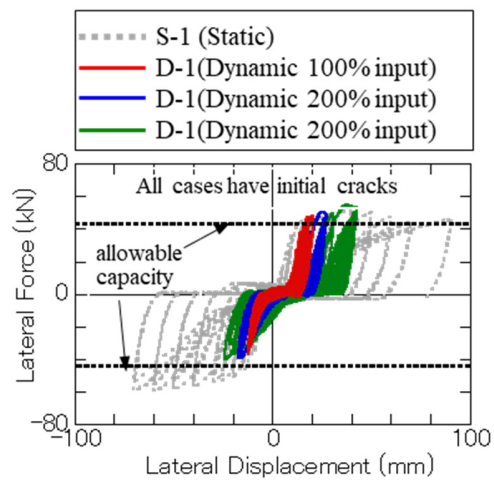 S-1 (Static)
D-1(Dynamic 100% input)
D-1(Dynamic 200% input)
D-1(Dynamic 200% input)
80
All cases have initial cracks
allowable
capacity
0
-80
-100
0
100
Lateral Force (kN)
Lateral Displacement (mm)